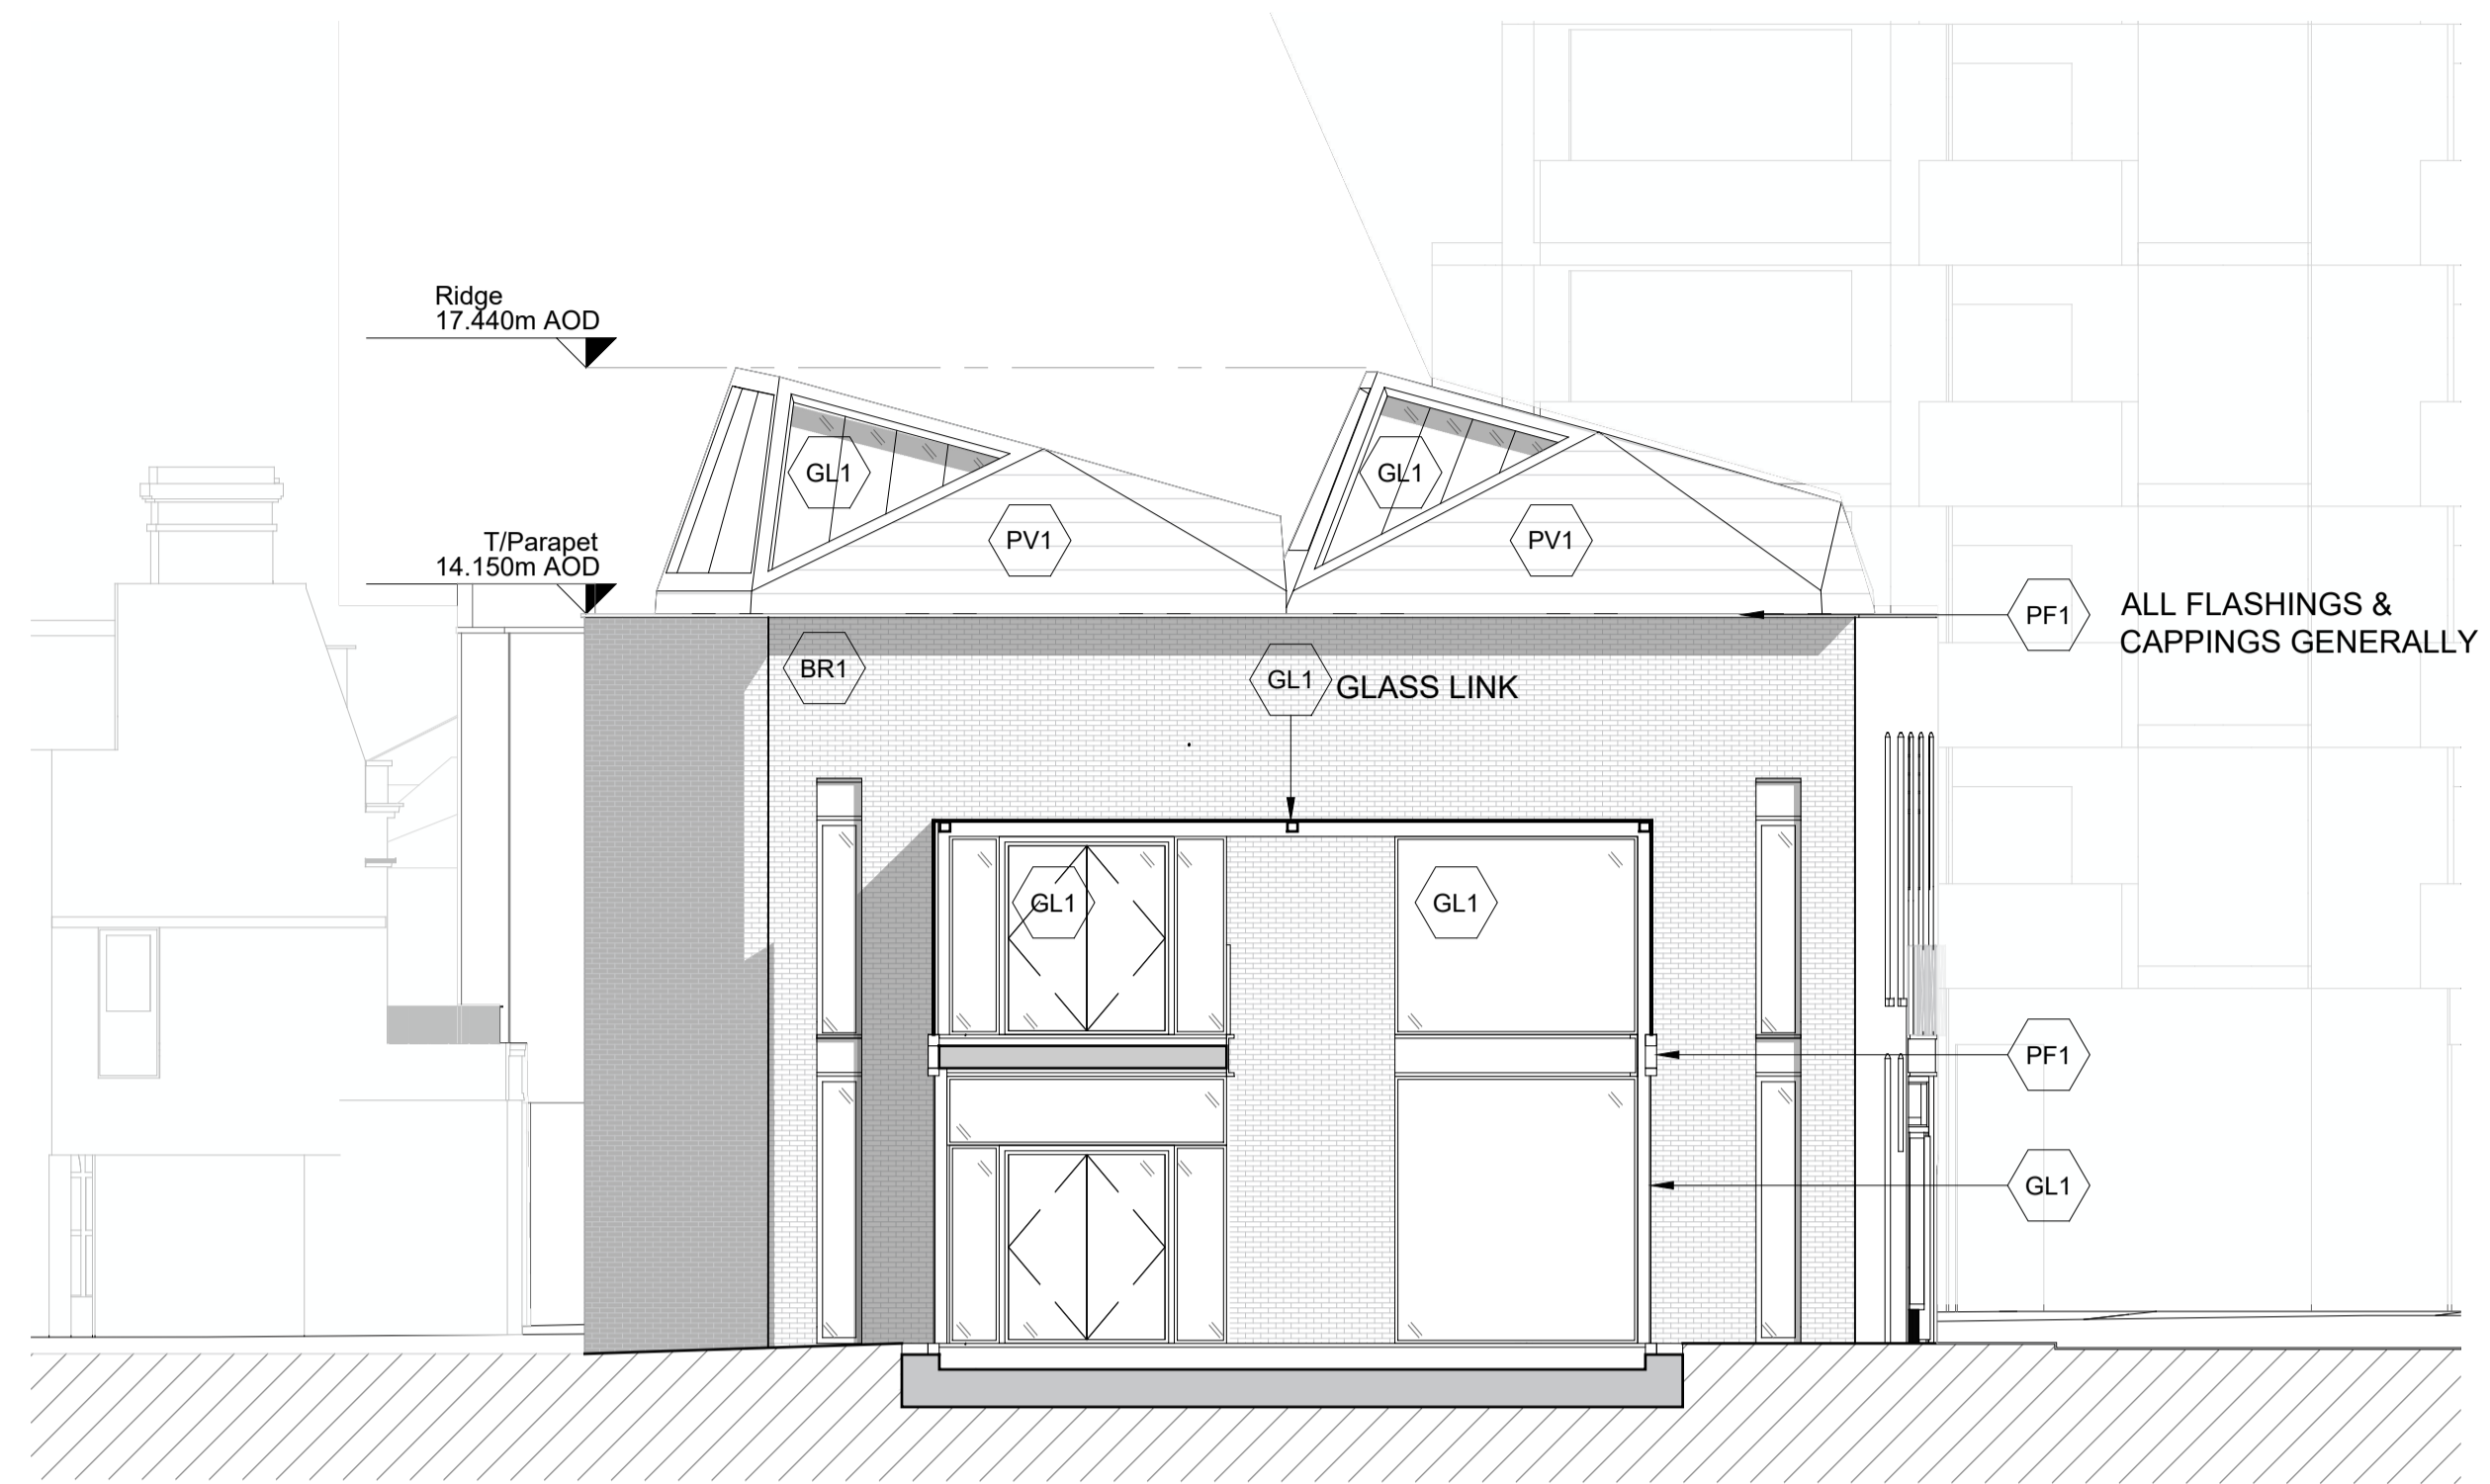 Ridge
17.440m AOD
GL1
GL1
PV1
PV1
T/Parapet
14.150m AOD
PF1
ALL FLASHINGS &
CAPPINGS GENERALLY
BR1
GL1
GLASS LINK
GL1
GL1
PF1
GL1